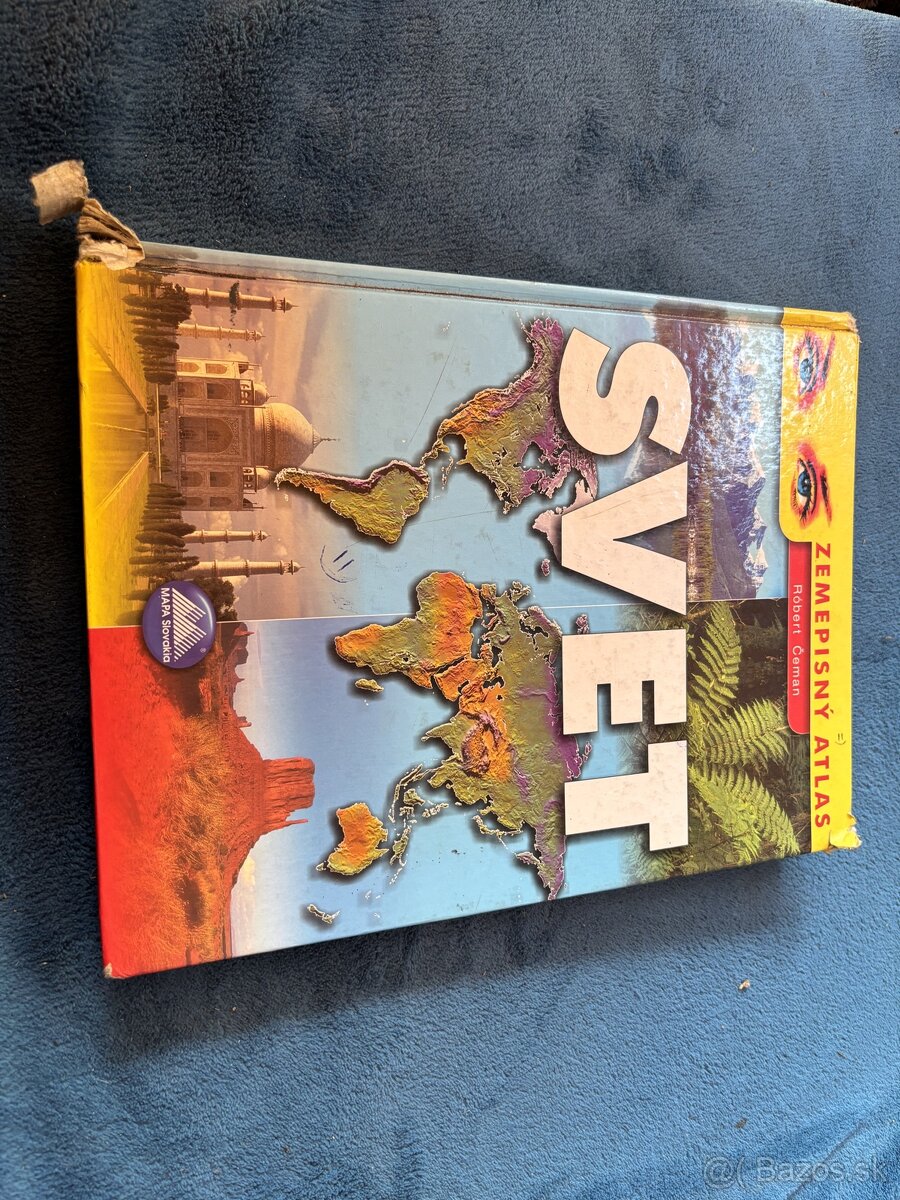 ZEMEPISNÝ ATLAS
Róbert Čeman
SVET
MAPA Slovakia
®
@( Bazos.sk